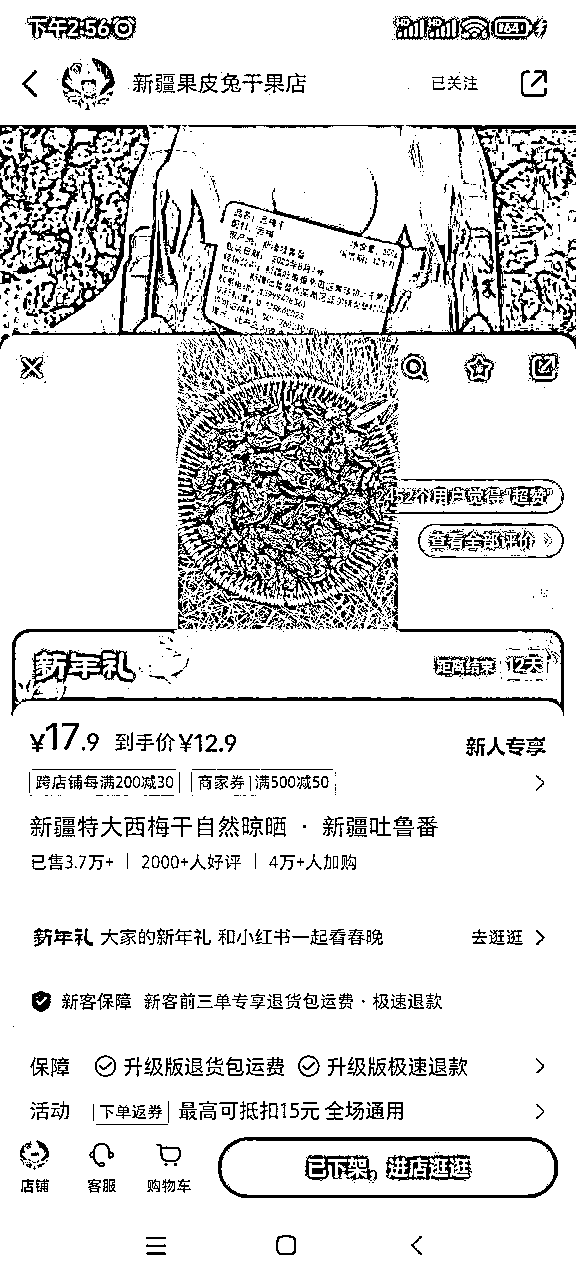 下午2:56
新疆果皮兔干果店
已关注
2452个用户觉得“超赞”
查看全部评价
新年礼
距离结束 12天
¥17.9 到手价¥12.9
新人专享
跨店铺每满200减30 商家券 满500减50
新疆特大西梅干自然晾晒 · 新疆吐鲁番
已售3.7万+ | 2000+人好评 | 4万+人加购
新年礼 大家的新年礼 和小红书一起看春晚 去逛逛
新客保障 新客前三单专享退货包运费 · 极速退款
保障 升级版退货包运费 升级版极速退款
活动 下单返券 最高可抵扣15元 全场通用
店铺 客服 购物车
已下架，进店逛逛